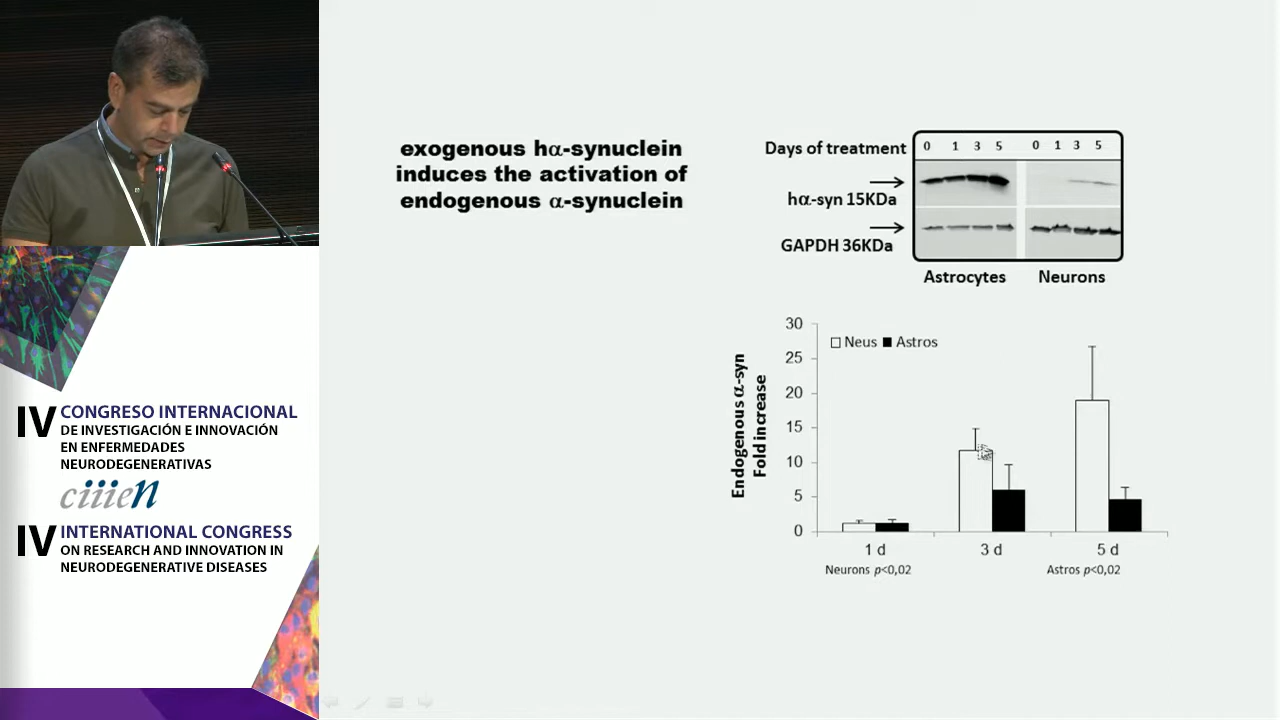 exogenous hα-synuclein
induces the activation of
endogenous α-synuclein
Days of treatment 0 1 3 5 0 1 3 5
hα-syn 15KDa
GAPDH 36KDa
Astrocytes Neurons
30
25
20
15
10
5
0
Endogenous α-syn
Fold increase
Neus Astros
1 d 3 d 5 d
Neurons p<0,02 Astros p<0,02
IV CONGRESO INTERNACIONAL
DE INVESTIGACIÓN E INNOVACIÓN
EN ENFERMEDADES
NEURODEGENERATIVAS
ciiien
IV INTERNATIONAL CONGRESS
ON RESEARCH AND INNOVATION IN
NEURODEGENERATIVE DISEASES